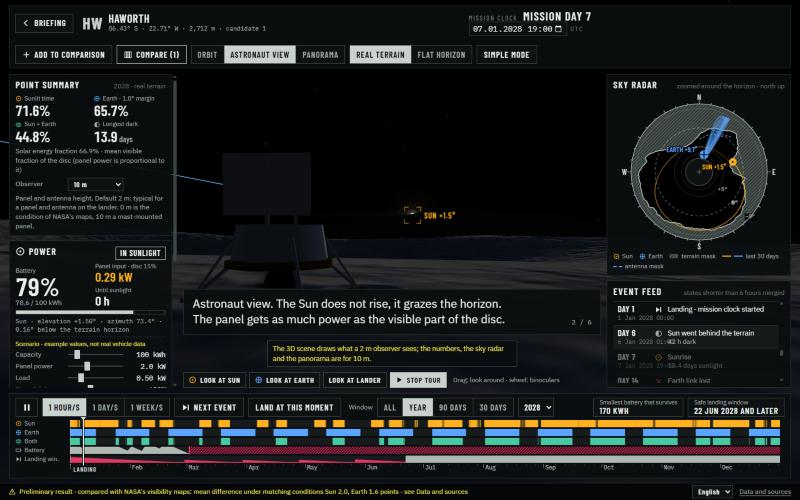 BRIEFING
HW HAWORTH
86.43° S · 22.71° W · 2,712 m · candidate 1
MISSION CLOCK MISSION DAY 7
07.01.2028 19:00 UTC
+ ADD TO COMPARISON
COMPARE (1)
ORBIT
ASTRONAUT VIEW
PANORAMA
REAL TERRAIN
FLAT HORIZON
SIMPLE MODE
POINT SUMMARY
2028 · real terrain
Sunlit time
71.6%
Earth · 1.0° margin
65.7%
Sun + Earth
44.8%
Longest dark
13.9 days
Solar energy fraction 66.9% · mean visible
fraction of the disc (panel power is proportional to
it)
Observer 10 m
Panel and antenna height. Default 2 m: typical for
a panel and antenna on the lander. 0 m is the
condition of NASA's maps, 10 m a mast-mounted
panel.
POWER
IN SUNLIGHT
Battery
79%
78.6 / 100 kWh
Panel input · disc 15%
0.29 kW
Until sunset
0 h
Sun · elevation +1.50° · azimuth 73.4° ·
0.16° below the terrain horizon
Scenario · example values, not real vehicle data
Capacity 100 kWh
Panel power 2.0 kW
Load 0.50 kW
SUN +1.5°
Astronaut view. The Sun does not rise, it grazes the horizon.
The panel gets as much power as the visible part of the disc.
2 / 6
The 3D scene draws what a 2 m observer sees; the numbers, the sky radar
and the panorama are for 10 m.
LOOK AT SUN
LOOK AT EARTH
LOOK AT LANDER
STOP TOUR
Drag: look around · wheel: binoculars
SKY RADAR
zoomed around the horizon · north up
N
EARTH +9.7°
SUN +1.5°
W
E
+5°
0°
S
Sun
Earth
terrain mask
last 30 days
antenna mask
EVENT FEED
states shorter than 6 hours merged
DAY 1
Landing · mission clock started
1 Jan 2028 00:00
DAY 6
Sun went behind the terrain
6 Jan 2028
42 h dark
DAY 7
Sunrise
7 Jan 2028
18.4 days sunlight
DAY 14
Earth link lost
1 HOUR/S
1 DAY/S
1 WEEK/S
NEXT EVENT
LAND AT THIS MOMENT
Window
ALL
YEAR
90 DAYS
30 DAYS
2028
Smallest battery that survives
170 KWH
Safe landing window
22 JUN 2028 AND LATER
Sun
Earth
Both
Battery
Landing win.
LANDING
Feb
Mar
Apr
May
Jun
Jul
Aug
Sep
Oct
Nov
Dec
Preliminary result · compared with NASA's visibility maps: mean difference under matching conditions Sun 2.0, Earth 1.6 points · see Data and sources
English
Data and sources